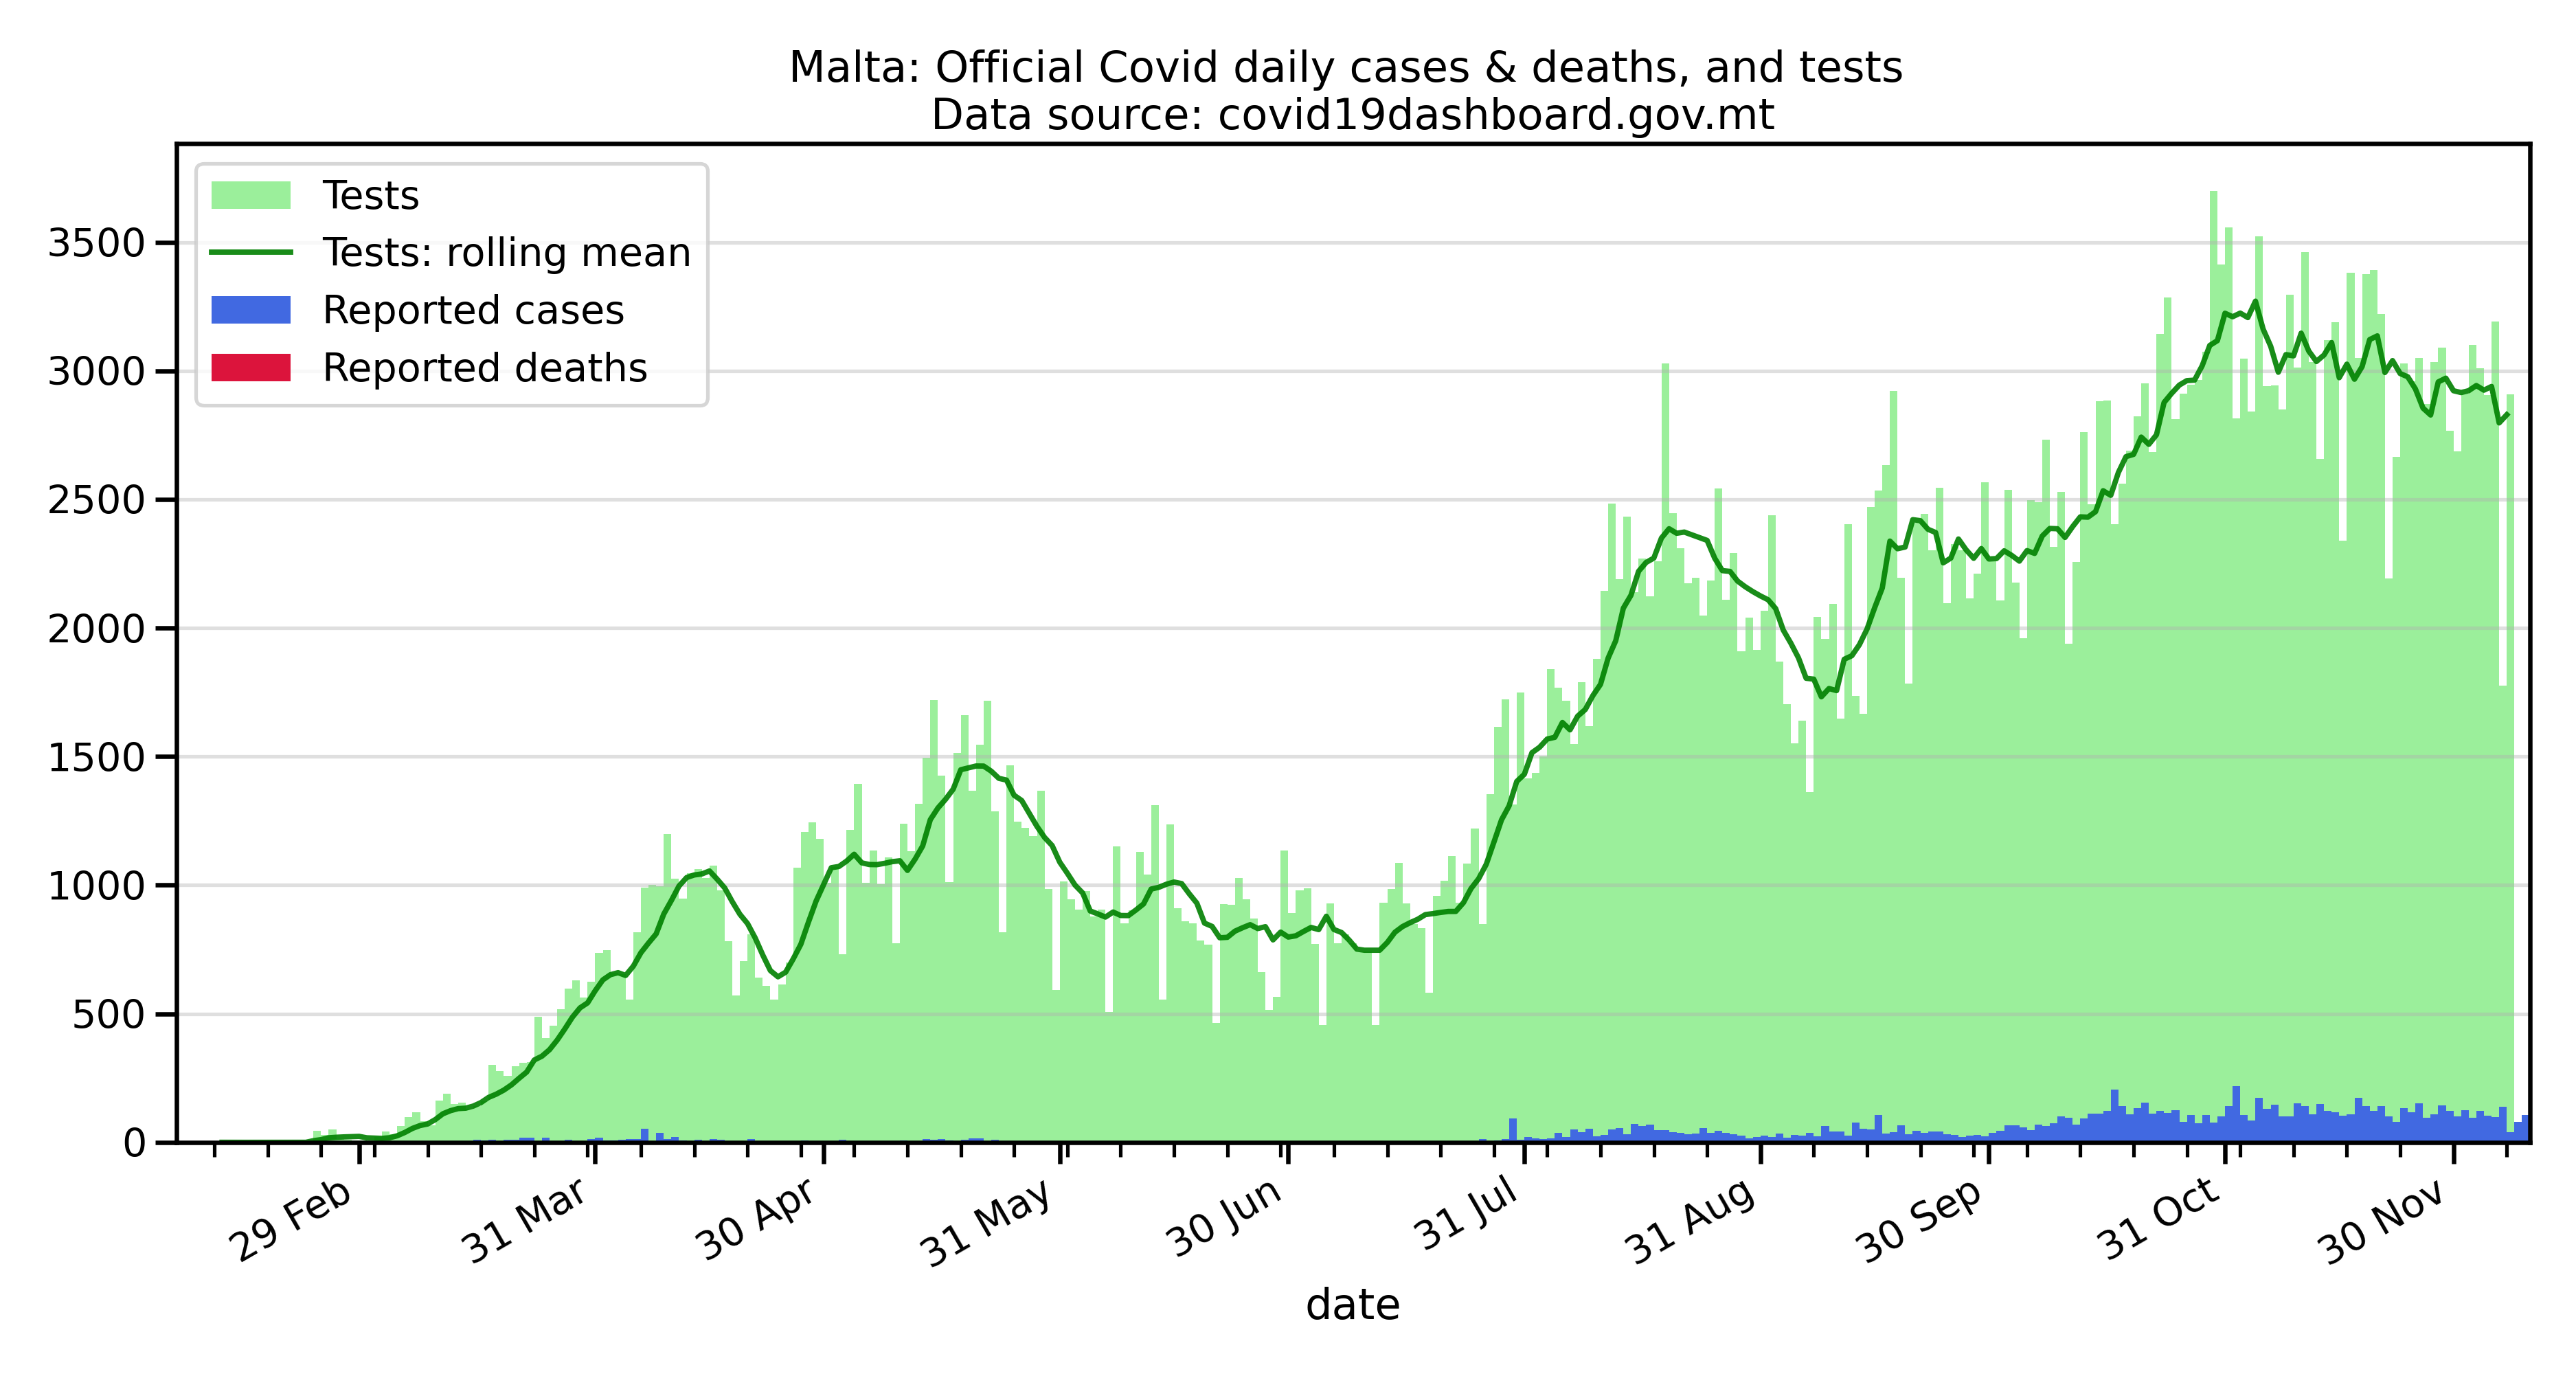 Malta: Official Covid daily cases & deaths, and tests
Data source: covid19dashboard.gov.mt
Tests
Tests: rolling mean
Reported cases
Reported deaths
3500
3000
2500
2000
1500
1000
500
0
29 Feb
31 Mar
30 Apr
31 May
30 Jun
31 Jul
31 Aug
30 Sep
31 Oct
30 Nov
date